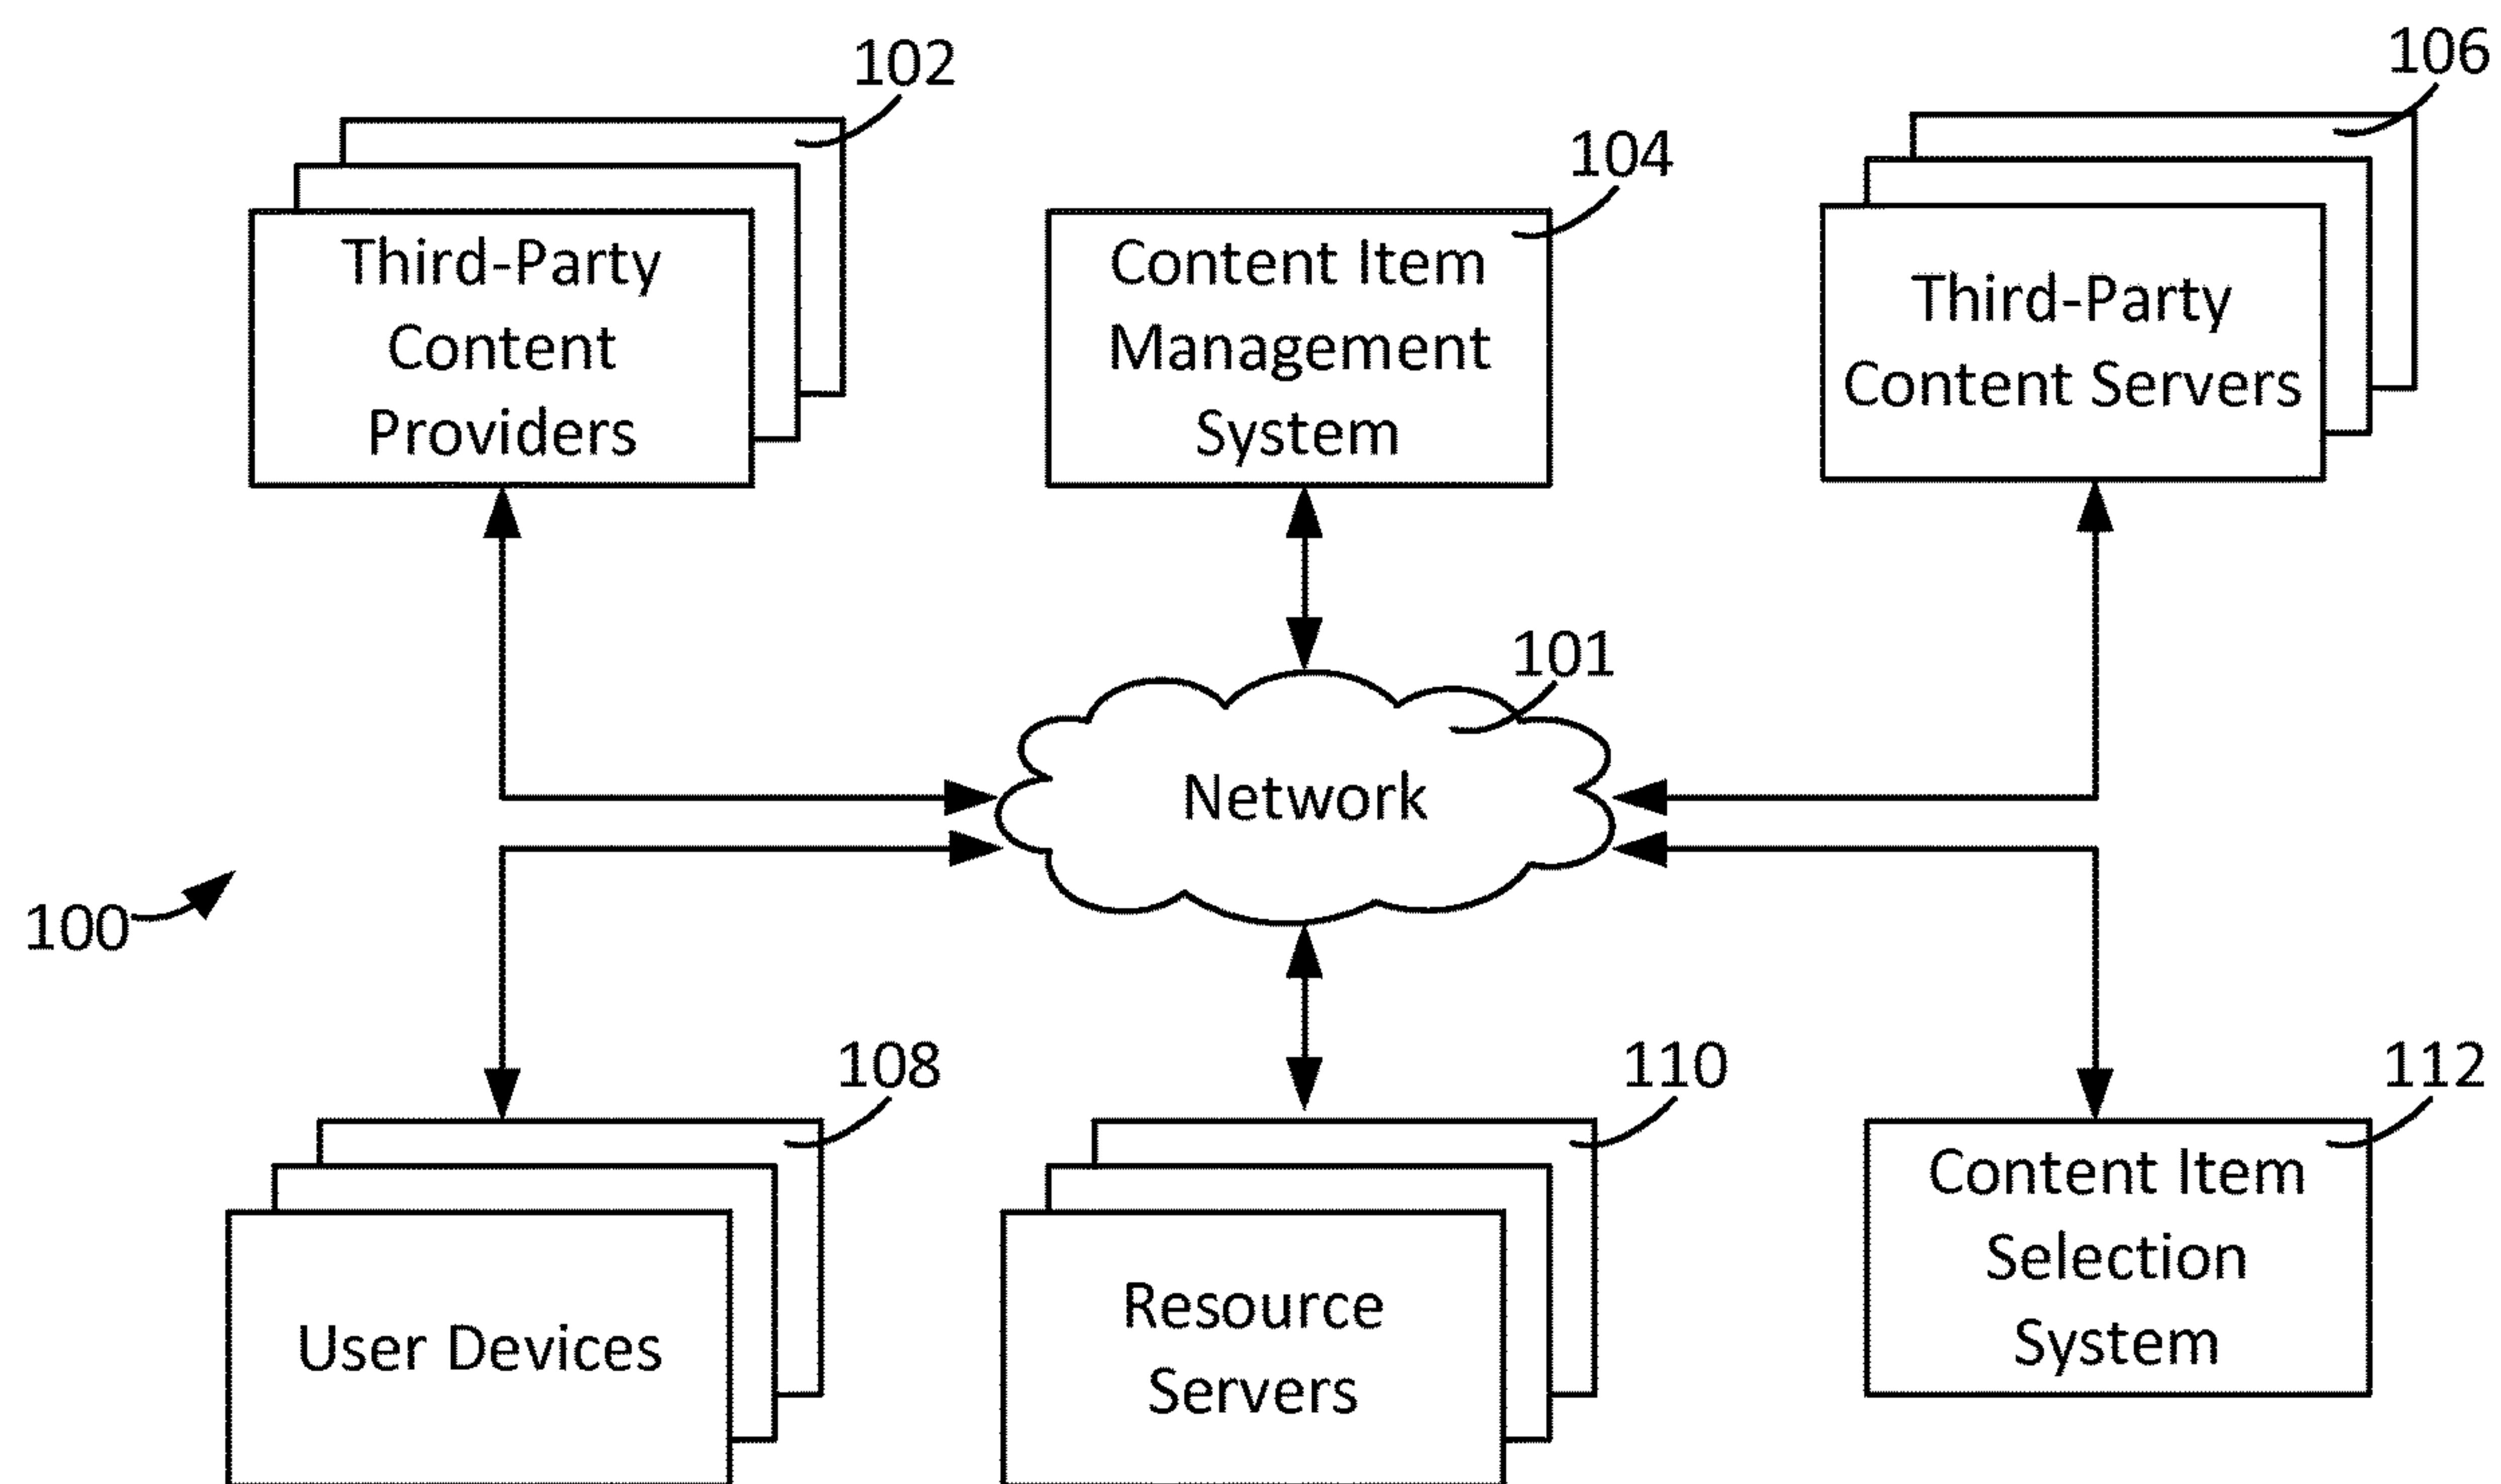 102
Third-Party
Content
Providers
104
Content Item
Management
System
106
Third-Party
Content Servers
101
Network
100
108
User Devices
110
Resource
Servers
112
Content Item
Selection
System